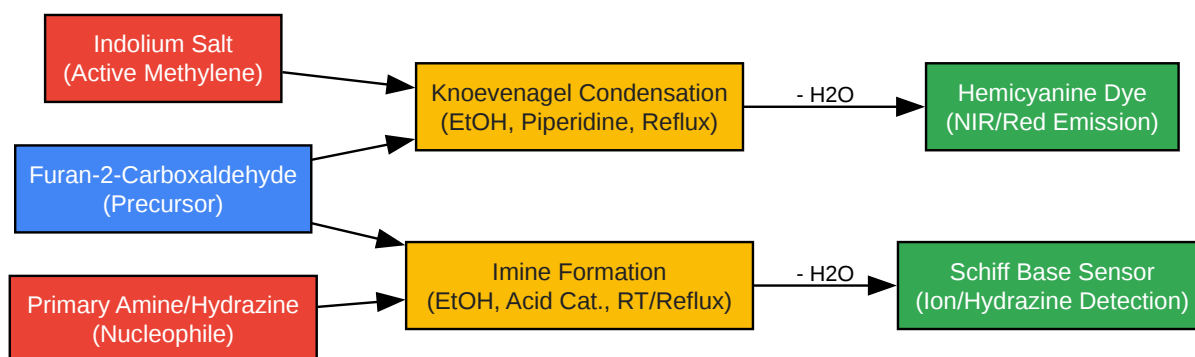 Indolium Salt
(Active Methylene)
Knoevenagel Condensation
(EtOH, Piperidine, Reflux)
- H2O
Hemicyanine Dye
(NIR/Red Emission)
Furan-2-Carboxaldehyde
(Precursor)
Imine Formation
(EtOH, Acid Cat., RT/Reflux)
- H2O
Schiff Base Sensor
(Ion/Hydrazine Detection)
Primary Amine/Hydrazine
(Nucleophile)